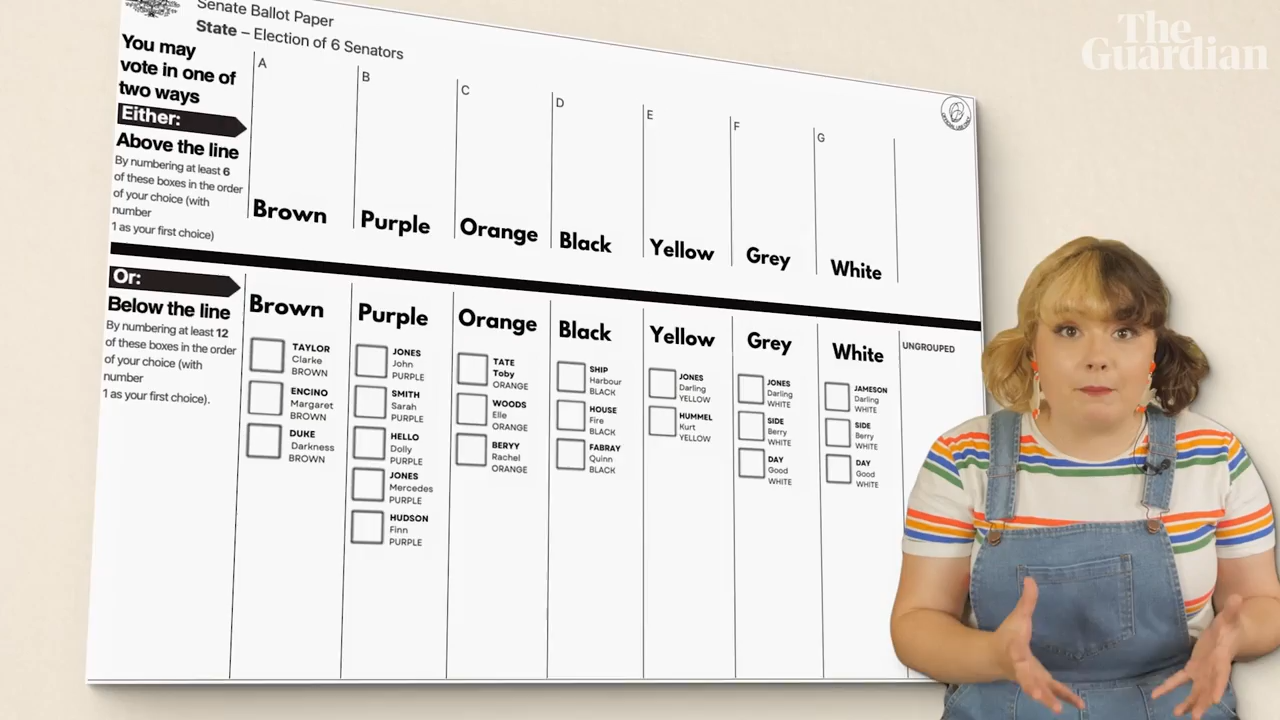 The
Guardian
Senate Ballot Paper
State – Election of 6 Senators
You may
vote in one of
two ways
Either:
Above the line
By numbering at least 6
of these boxes in the order
of your choice (with
number
1 as your first choice)
A
B
C
D
E
F
G
Brown
Purple
Orange
Black
Yellow
Grey
White
Or:
Below the line
By numbering at least 12
of these boxes in the order
of your choice (with
number
1 as your first choice).
Brown
TAYLOR
Clarke
BROWN
ENCINO
Margaret
BROWN
DUKE
Darkness
BROWN
Purple
JONES
John
PURPLE
SMITH
Sarah
PURPLE
HELLO
Dolly
PURPLE
JONES
Mercedes
PURPLE
HUDSON
Finn
PURPLE
Orange
TATE
Toby
ORANGE
WOODS
Elle
ORANGE
BERYY
Rachel
ORANGE
Black
SHIP
Harbour
BLACK
HOUSE
Fire
BLACK
FABRAY
Quinn
BLACK
Yellow
JONES
Darling
YELLOW
HUMMEL
Kurt
YELLOW
Grey
JONES
Darling
WHITE
SIDE
Berry
WHITE
DAY
Good
WHITE
White
JAMESON
Darling
WHITE
SIDE
Berry
WHITE
DAY
Good
WHITE
UNGROUPED